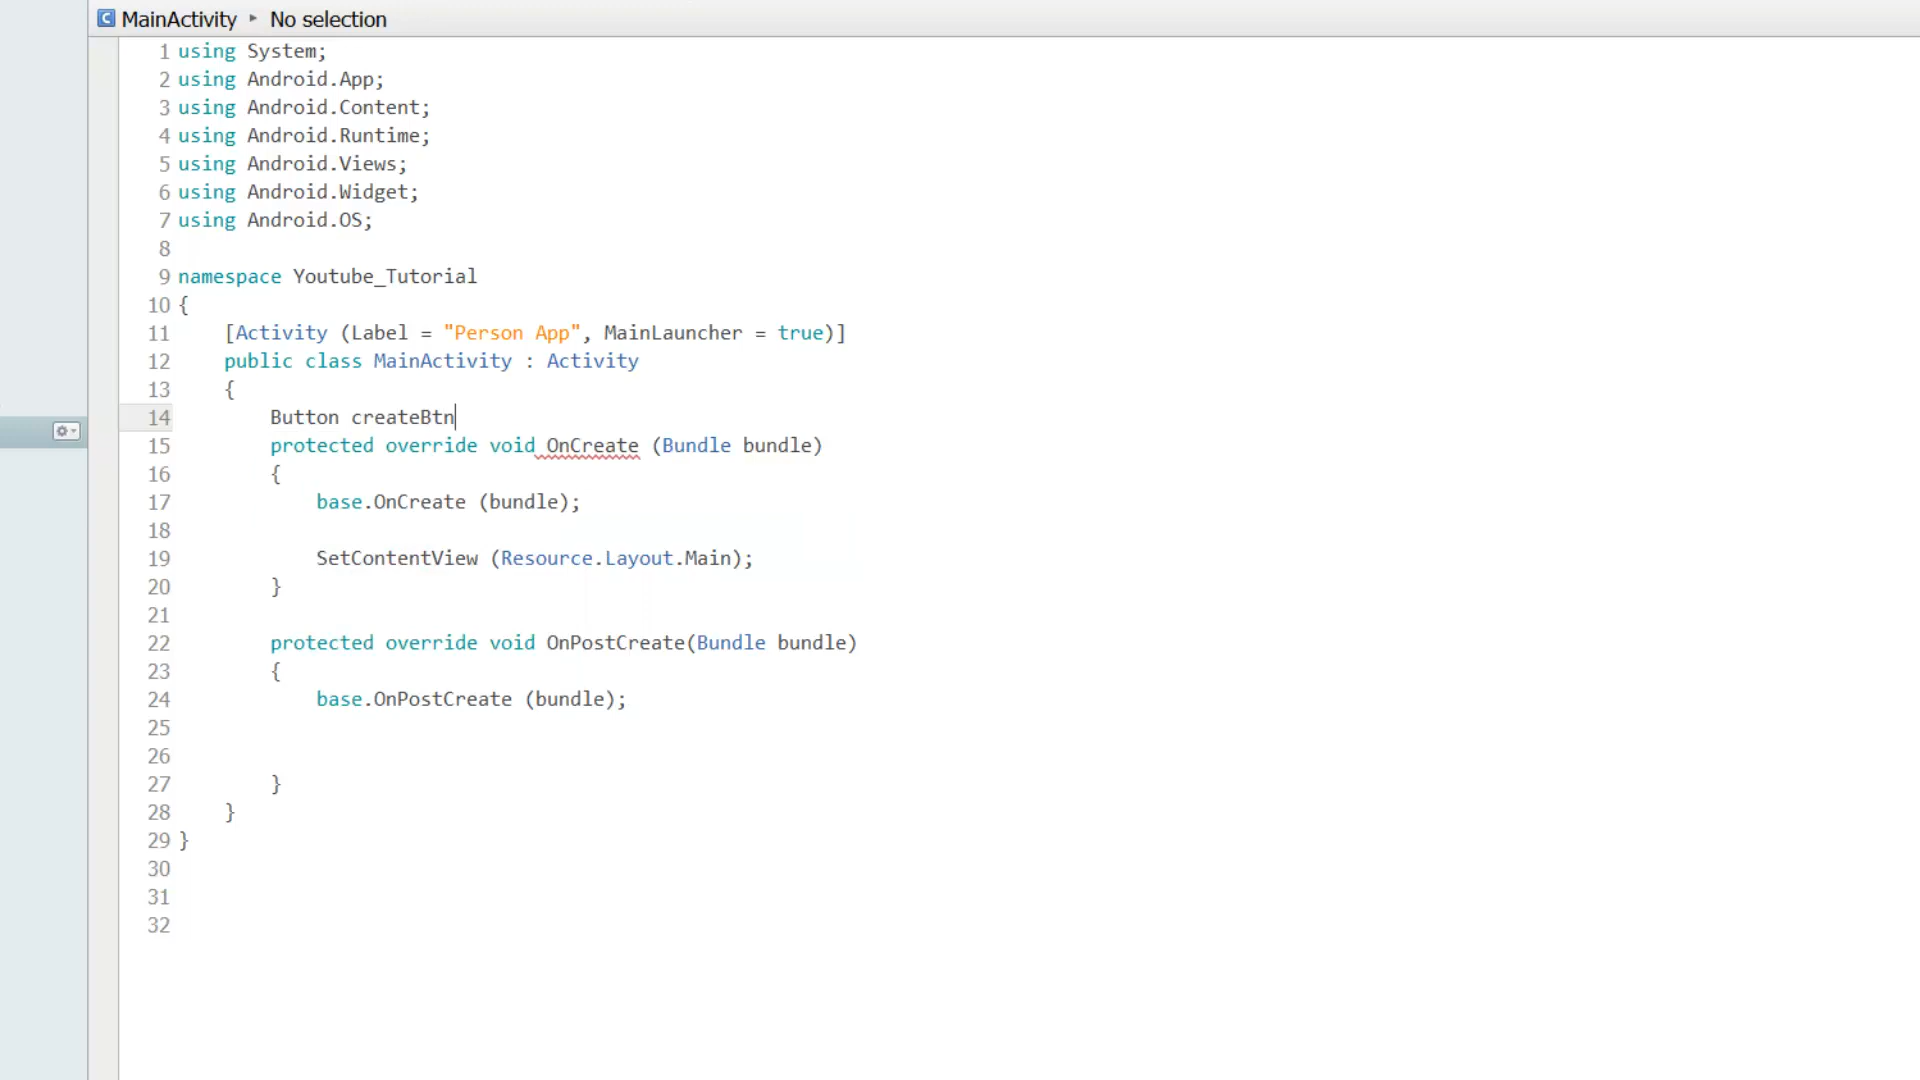 MainActivity ▸ No selection
1 using System;
2 using Android.App;
3 using Android.Content;
4 using Android.Runtime;
5 using Android.Views;
6 using Android.Widget;
7 using Android.OS;
8
9 namespace Youtube_Tutorial
10 {
11 [Activity (Label = "Person App", MainLauncher = true)]
12 public class MainActivity : Activity
13 {
14 Button createBtn
15 protected override void OnCreate (Bundle bundle)
16 {
17 base.OnCreate (bundle);
18
19 SetContentView (Resource.Layout.Main);
20 }
21
22 protected override void OnPostCreate(Bundle bundle)
23 {
24 base.OnPostCreate (bundle);
25
26
27 }
28 }
29 }
30
31
32